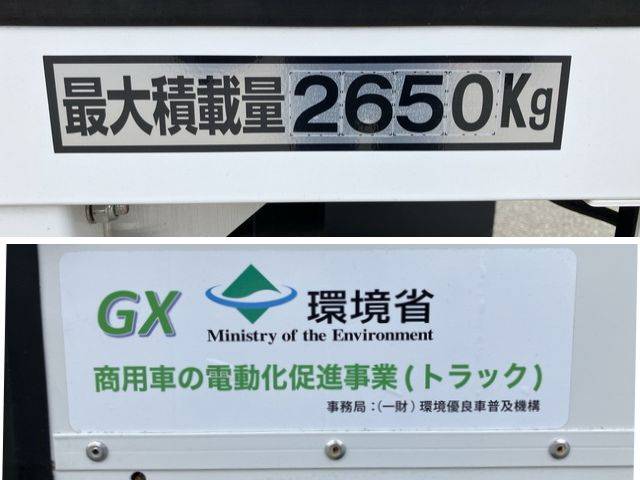 最大積載量2650Kg
GX 環境省
Ministry of the Environment
商用車の電動化促進事業(トラック)
事務局:(一財)環境優良車普及機構